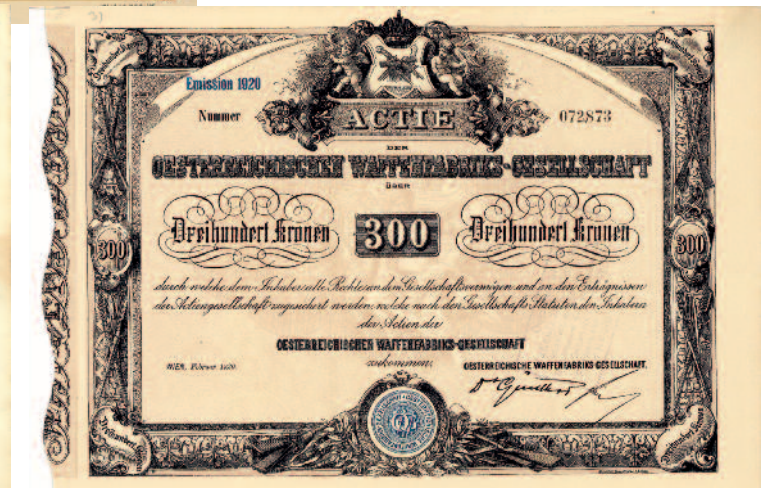 Emission 1920
Nummer 072873
ACTIE
DER
OESTERREICHISCHEN WAFFENFABRIKS-GESELLSCHAFT
ÜBER
Dreihundert Kronen 300 Dreihundert Kronen
300 300
durch welche dem Inhaber alle Rechte an dem Gesellschaftsvermögen und an den Erträgnissen
der Actiengesellschaft zugesichert werden, welche nach den Gesellschafts-Statuten den Inhabern
der Actien der
OESTERREICHISCHEN WAFFENFABRIKS-GESELLSCHAFT
zukommen.
WIEN, Februar 1920.
OESTERREICHISCHE WAFFENFABRIKS-GESELLSCHAFT.